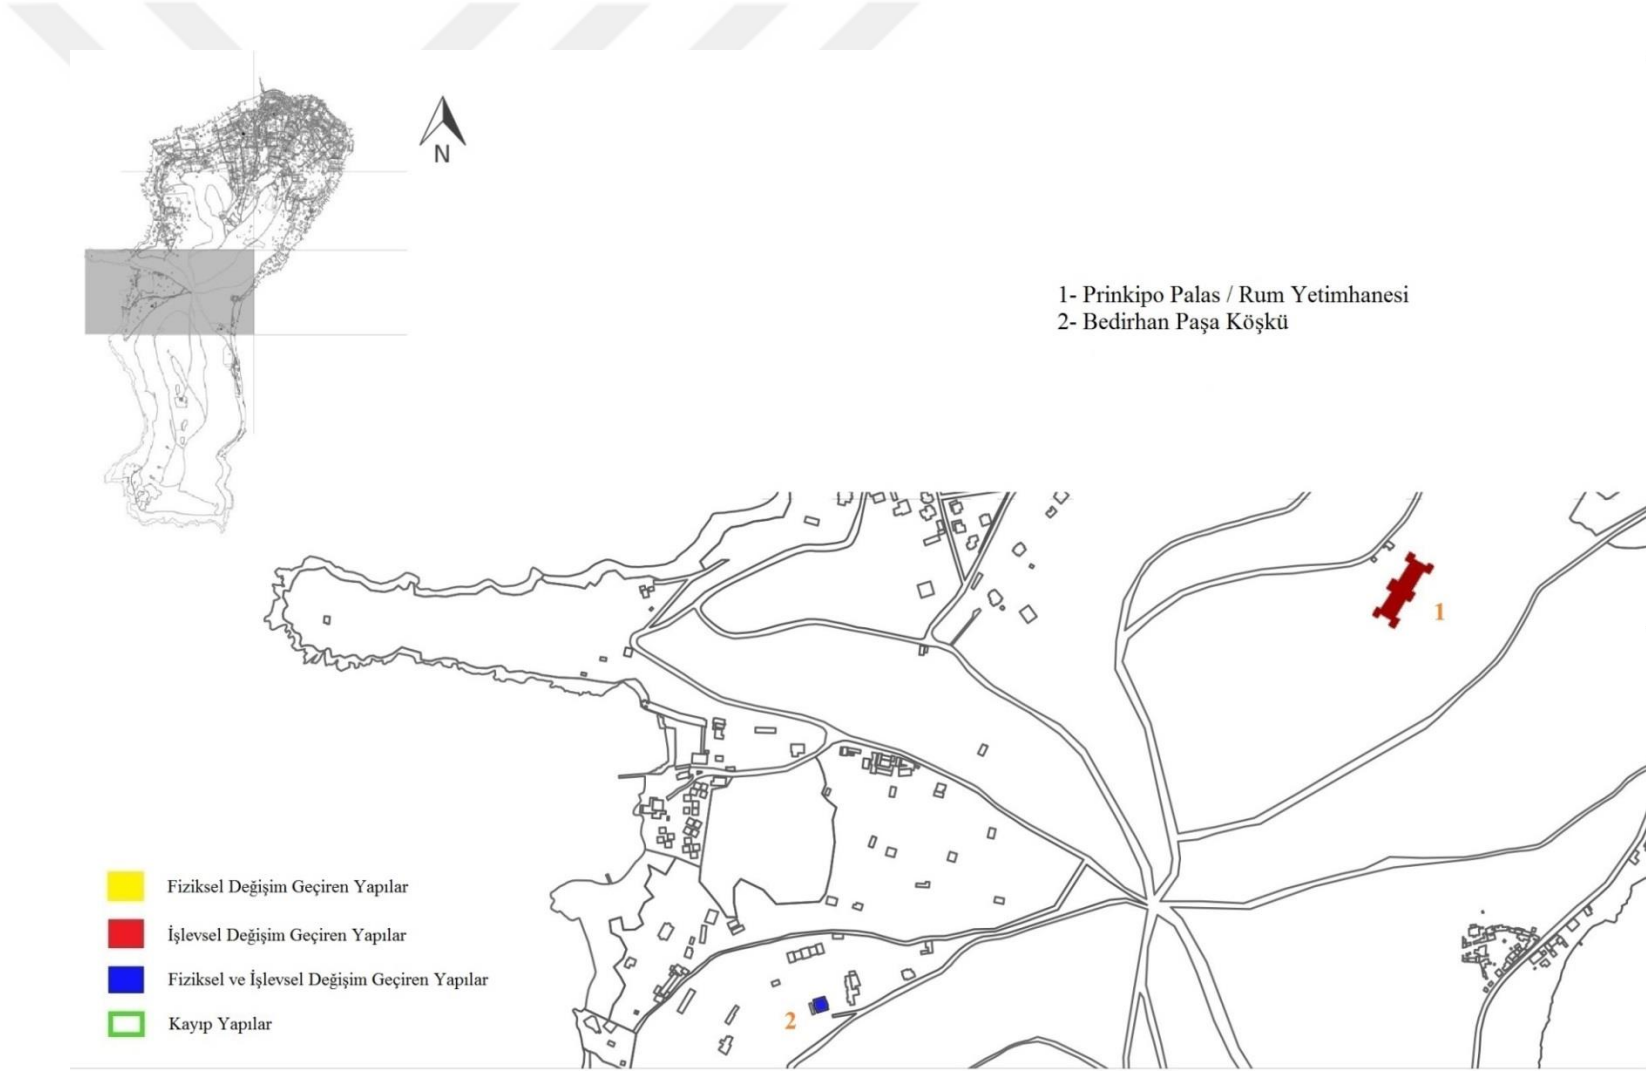 N
1- Prinkipo Palas / Rum Yetimhanesi
2- Bedirhan Paşa Köşkü
1
Fiziksel Değişim Geçiren Yapılar
İşlevsel Değişim Geçiren Yapılar
Fiziksel ve İşlevsel Değişim Geçiren Yapılar
Kayıp Yapılar
2